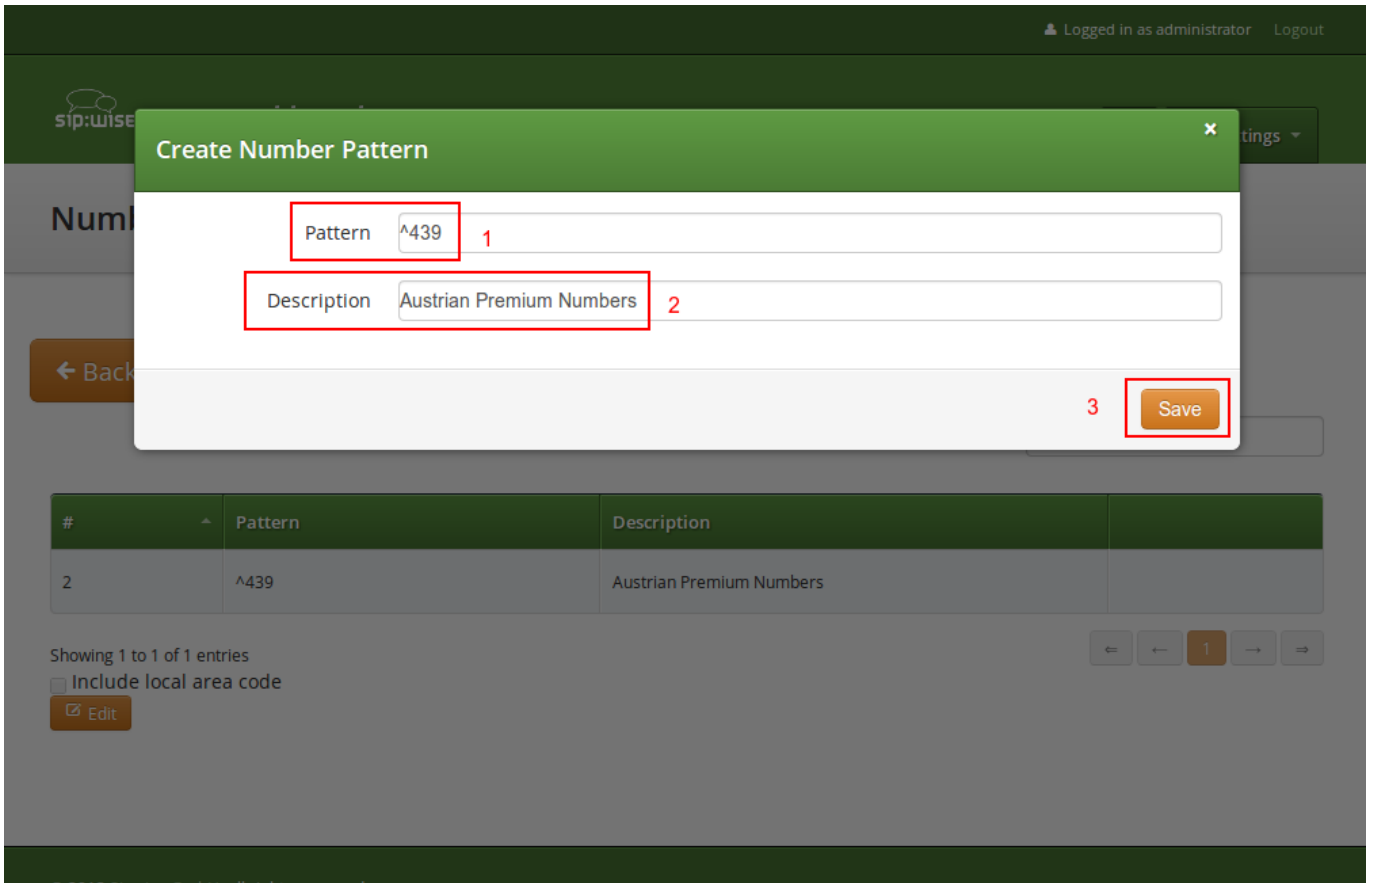 Logged in as administrator Logout
sip:wise
tings
Create Number Pattern ×
Pattern ^439 1
Description Austrian Premium Numbers 2
Back
3 Save
# Pattern Description
2 ^439 Austrian Premium Numbers
Showing 1 to 1 of 1 entries
⇐ ← 1 → ⇒
Include local area code
Edit